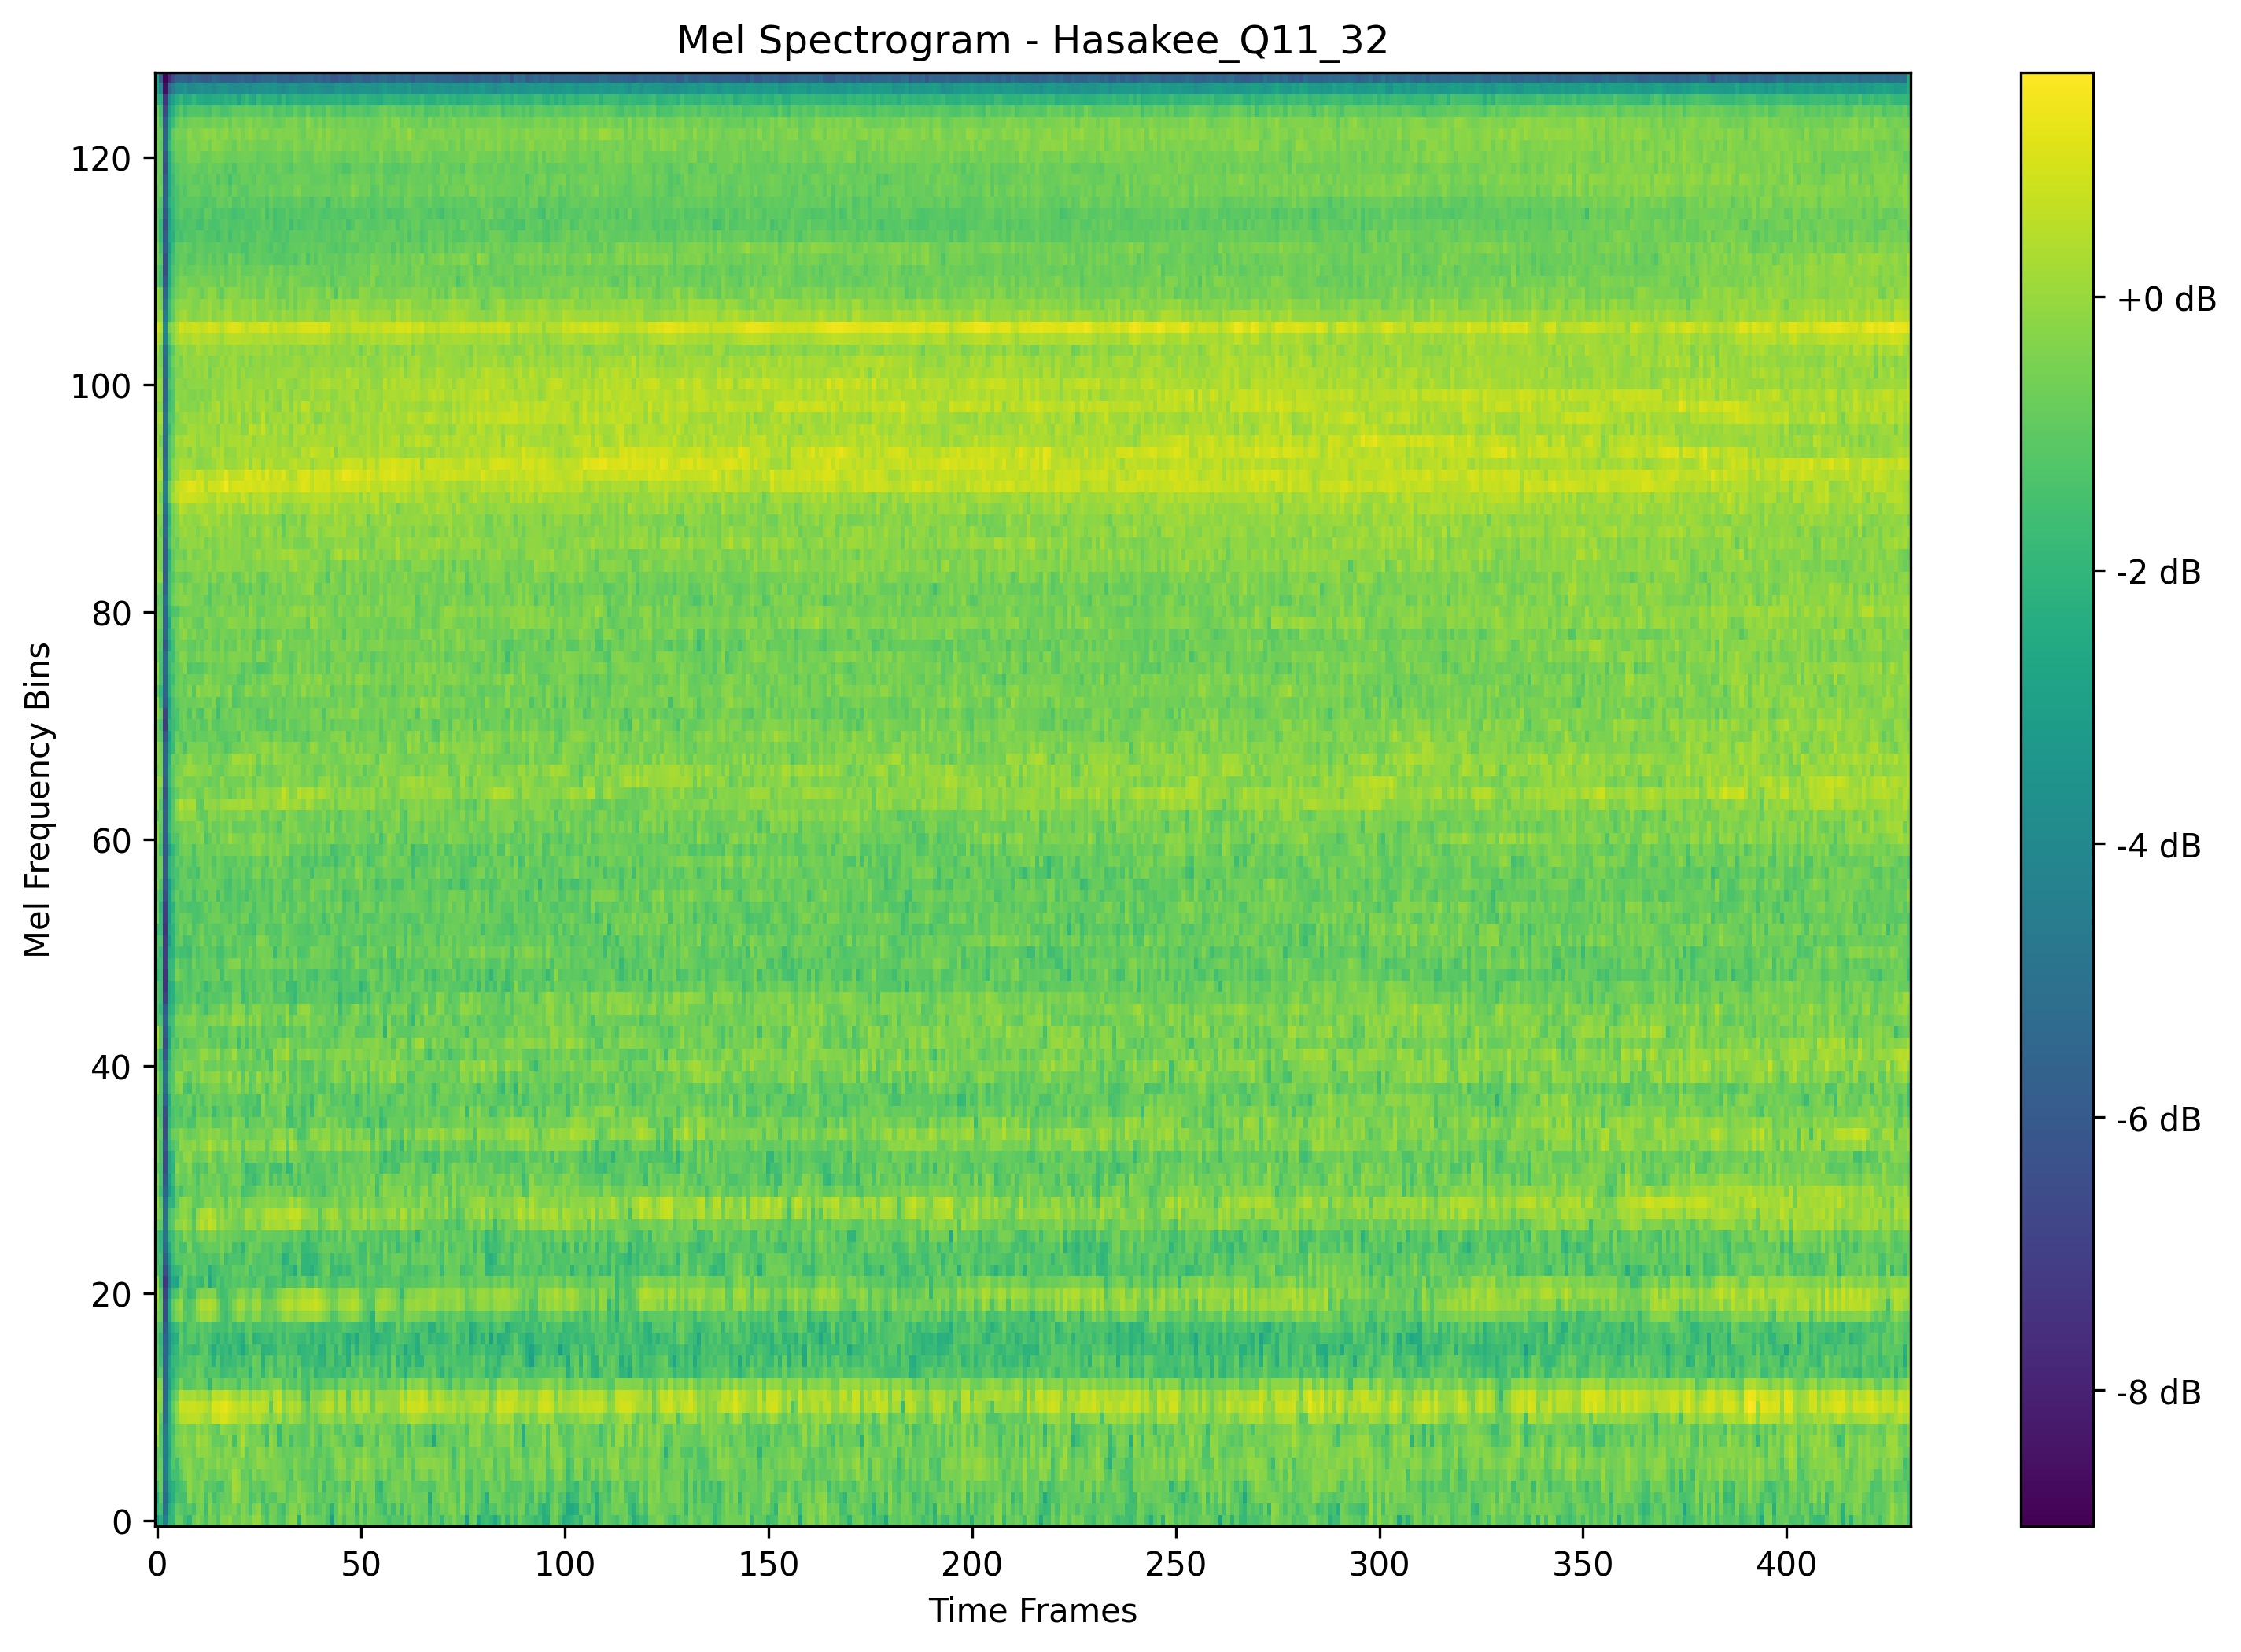 Mel Spectrogram - Hasakee_Q11_32
Mel Frequency Bins
120
100
80
60
40
20
0
0 50 100 150 200 250 300 350 400
Time Frames
+0 dB
-2 dB
-4 dB
-6 dB
-8 dB